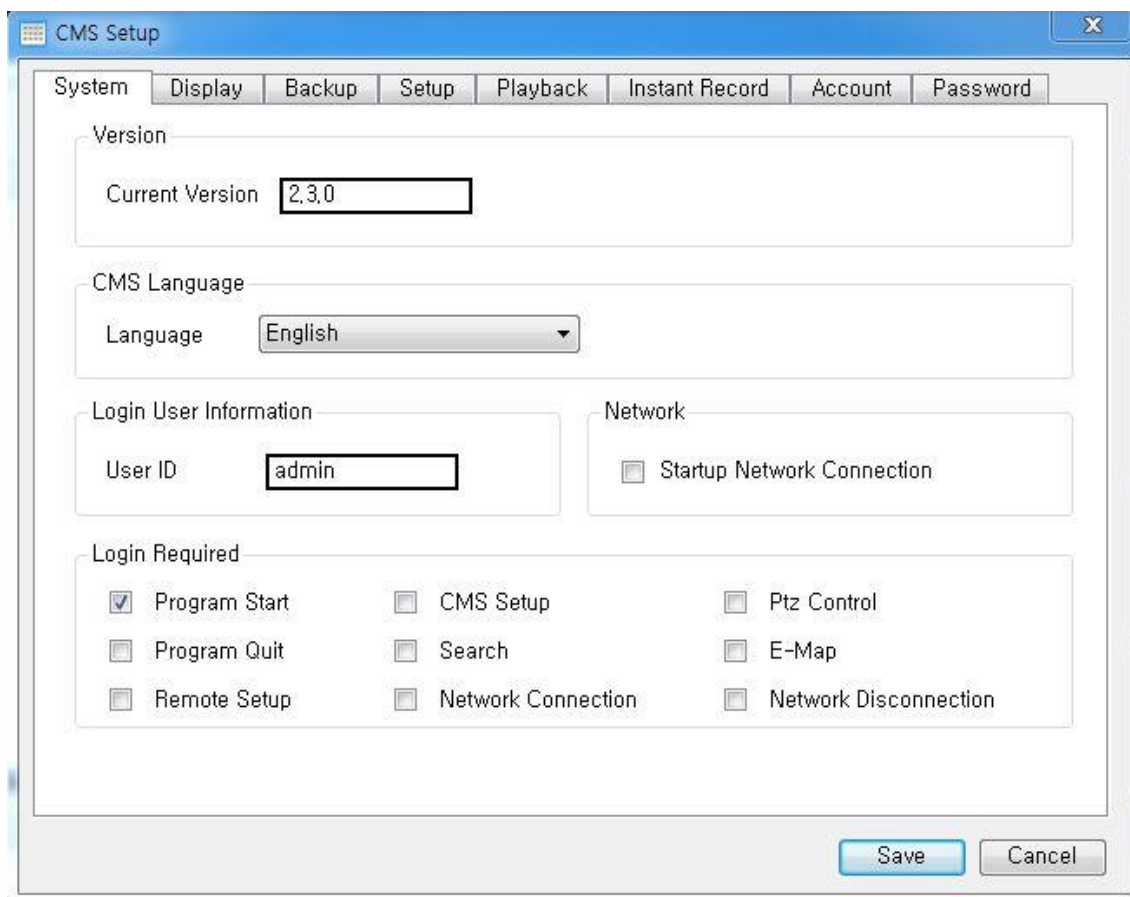 CMS Setup
System Display Backup Setup Playback Instant Record Account Password
Version
Current Version 2,3,0
CMS Language
Language English
Login User Information Network
User ID admin Startup Network Connection
Login Required
Program Start CMS Setup Ptz Control
Program Quit Search E-Map
Remote Setup Network Connection Network Disconnection
Save Cancel